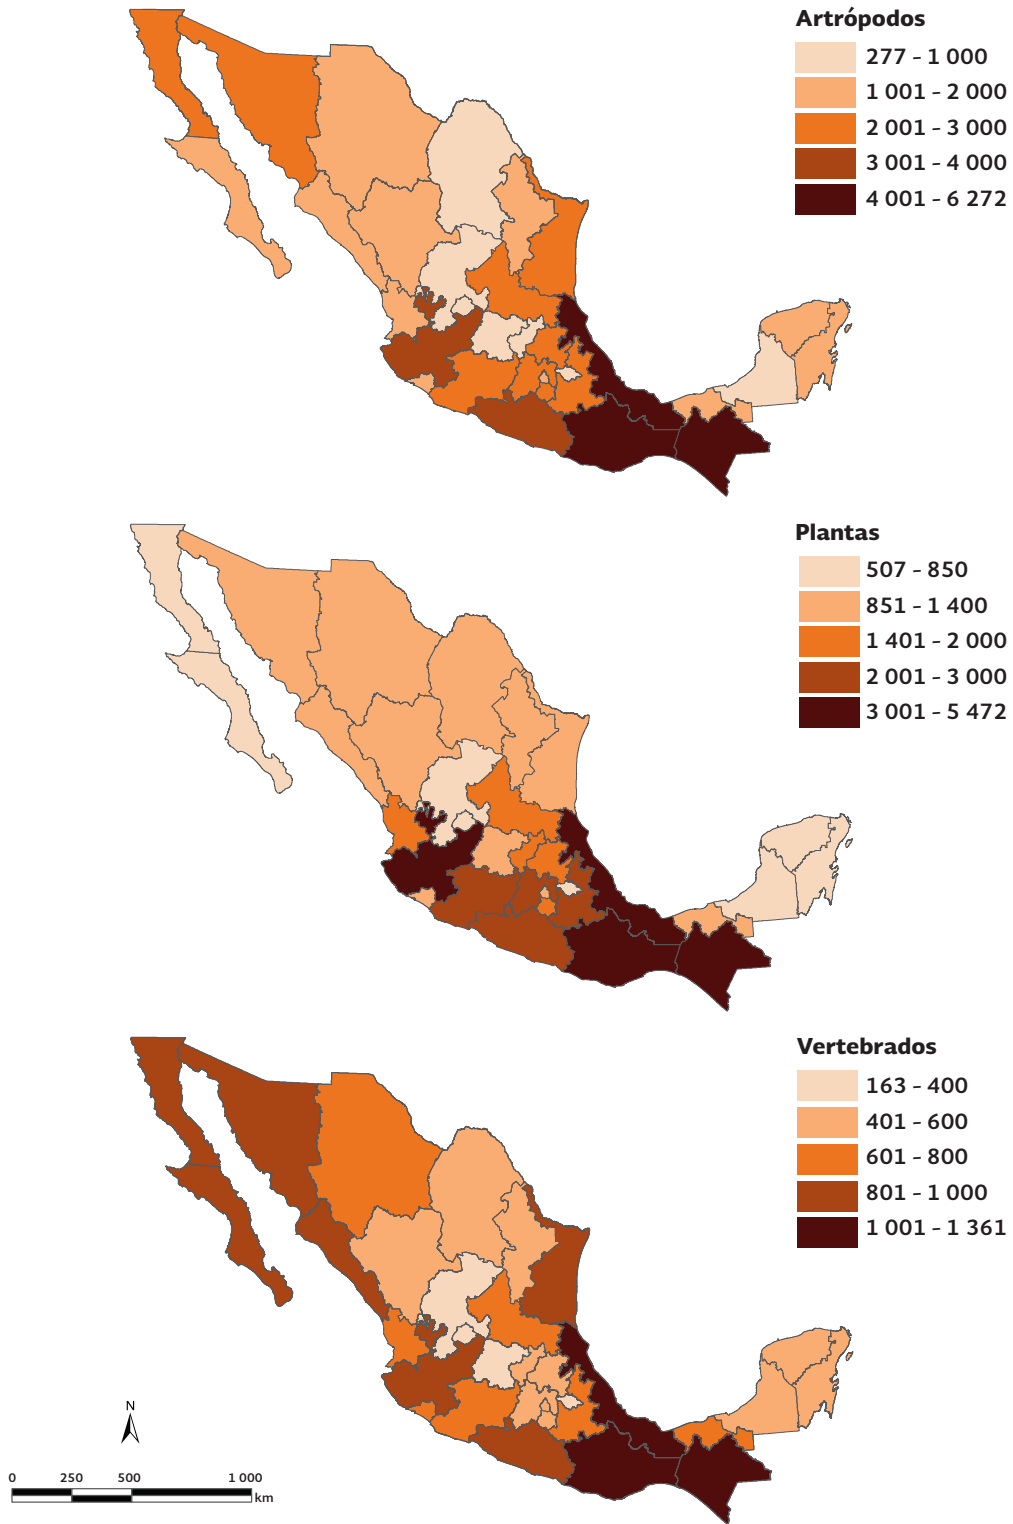 Artrópodos
277 - 1 000
1 001 - 2 000
2 001 - 3 000
3 001 - 4 000
4 001 - 6 272
Plantas
507 - 850
851 - 1 400
1 401 - 2 000
2 001 - 3 000
3 001 - 5 472
Vertebrados
163 - 400
401 - 600
601 - 800
801 - 1 000
1 001 - 1 361
N
0 250 500 1 000
km